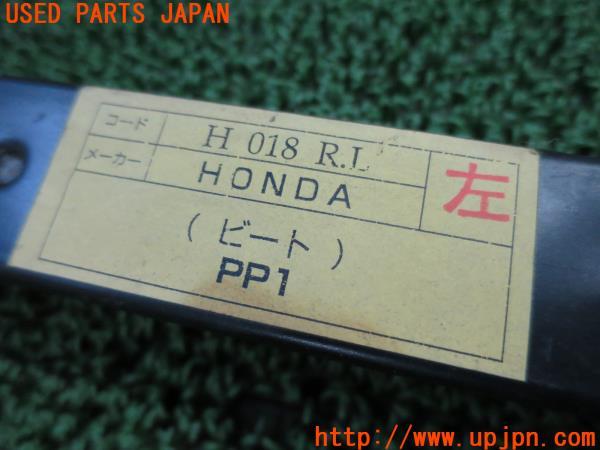 USED PARTS JAPAN
コード H 018 R.L 左
メーカー HONDA
(ビート)
PP1
http://www.upjpn.com